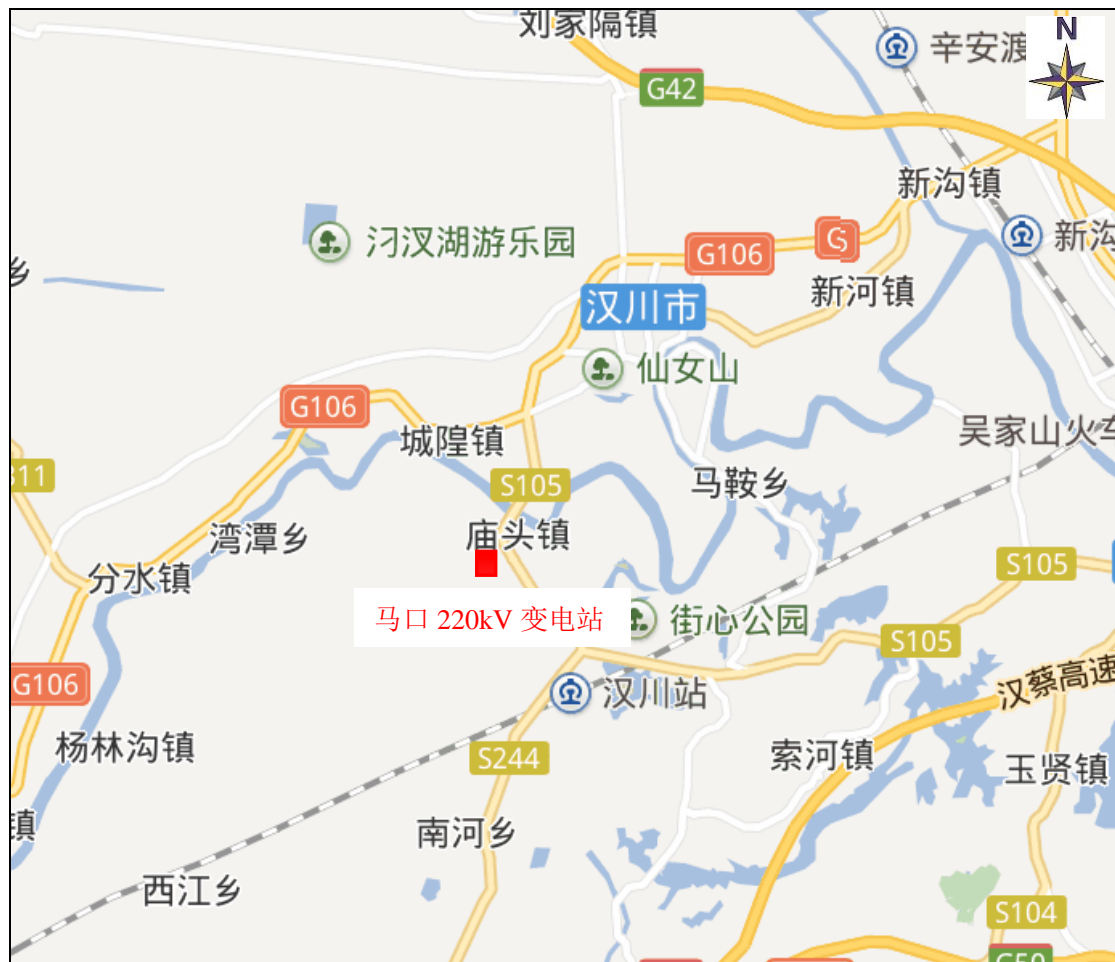 刘家隔镇
N
辛安渡
G42
新沟镇
新沟
汈汊湖游乐园
G106
新河镇
乡
汉川市
仙女山
G106
城隍镇
吴家山火车
S105
马鞍乡
庙头镇
湾潭乡
分水镇
S105
马口 220kV 变电站
街心公园
S105
G106
汉川站
汉蔡高速
杨林沟镇
S244
索河镇
玉贤镇
镇
南河乡
西江乡
S104